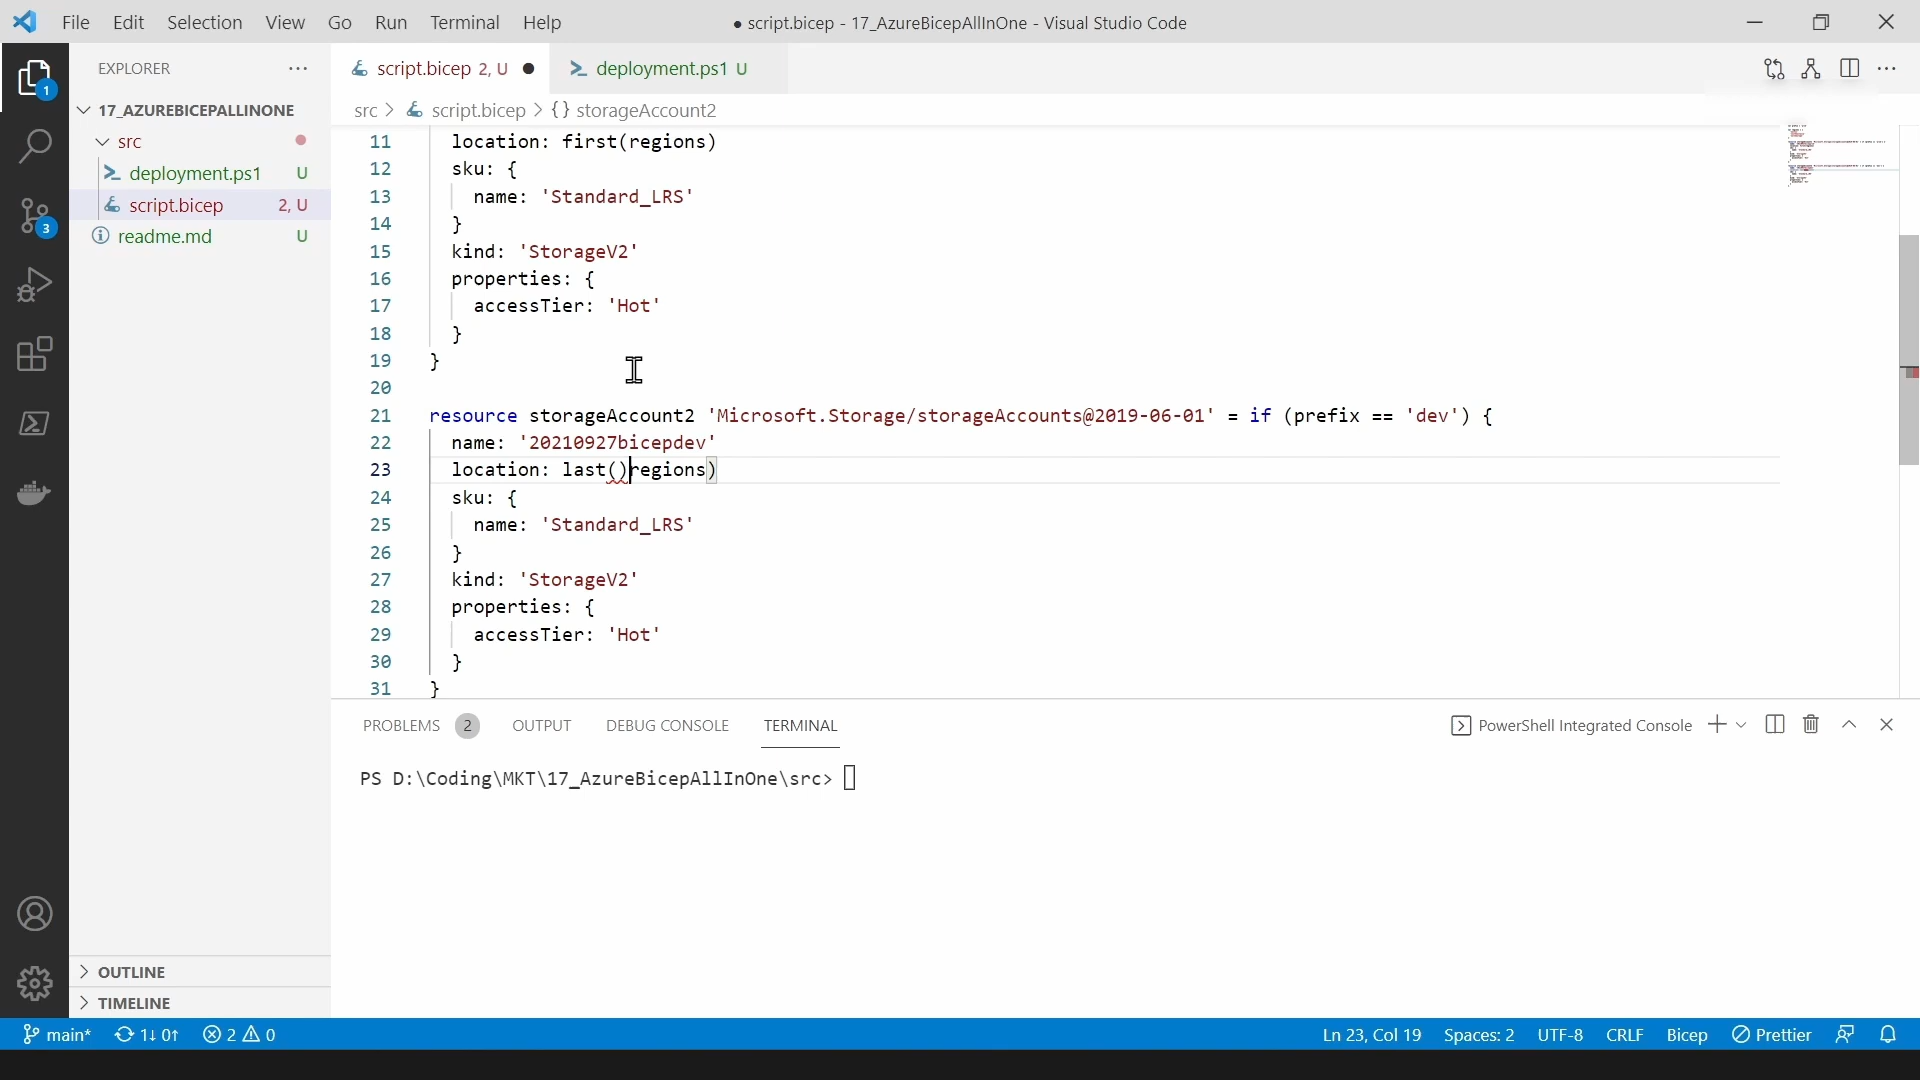 File Edit Selection View Go Run Terminal Help
● script.bicep - 17_AzureBicepAllInOne - Visual Studio Code
EXPLORER
script.bicep 2, U ●
deployment.ps1 U
1
17_AZUREBICEPALLINONE
src > script.bicep > {} storageAccount2
src
deployment.ps1 U
script.bicep 2, U
readme.md U
3
11 location: first(regions)
12 sku: {
13 name: 'Standard_LRS'
14 }
15 kind: 'StorageV2'
16 properties: {
17 accessTier: 'Hot'
18 }
19 }
20
21 resource storageAccount2 'Microsoft.Storage/storageAccounts@2019-06-01' = if (prefix == 'dev') {
22 name: '20210927bicepdev'
23 location: last()regions)
24 sku: {
25 name: 'Standard_LRS'
26 }
27 kind: 'StorageV2'
28 properties: {
29 accessTier: 'Hot'
30 }
31 }
PROBLEMS 2 OUTPUT DEBUG CONSOLE TERMINAL
PowerShell Integrated Console
PS D:\Coding\MKT\17_AzureBicepAllInOne\src>
OUTLINE
TIMELINE
main* 1↓ 0↑ 2 0
Ln 23, Col 19 Spaces: 2 UTF-8 CRLF Bicep Prettier